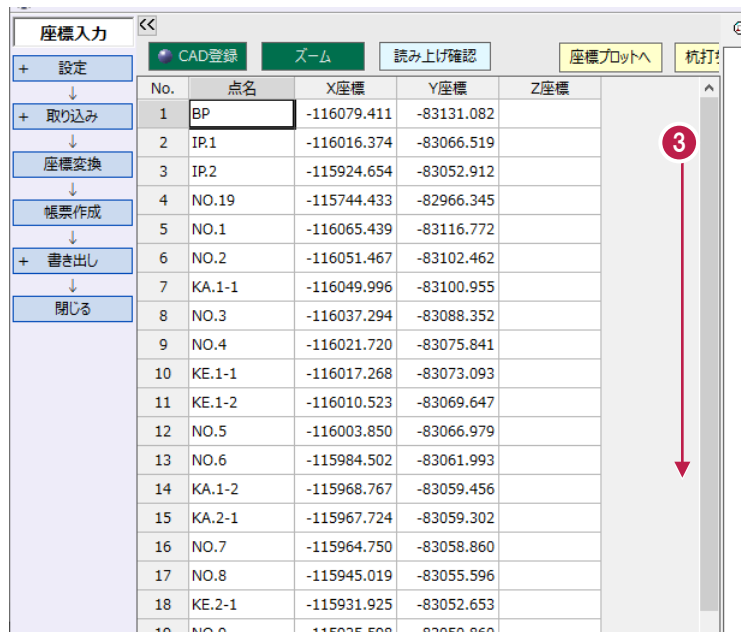 座標入力
<<
CAD登録 ズーム 読み上げ確認 座標プロットへ 杭打
+ 設定
↓
+ 取り込み
↓
座標変換
↓
帳票作成
↓
+ 書き出し
↓
閉じる
No. 点名 X座標 Y座標 Z座標
1 BP -116079.411 -83131.082
2 IP.1 -116016.374 -83066.519
3 IP.2 -115924.654 -83052.912
4 NO.19 -115744.433 -82966.345
5 NO.1 -116065.439 -83116.772
6 NO.2 -116051.467 -83102.462
7 KA.1-1 -116049.996 -83100.955
8 NO.3 -116037.294 -83088.352
9 NO.4 -116021.720 -83075.841
10 KE.1-1 -116017.268 -83073.093
11 KE.1-2 -116010.523 -83069.647
12 NO.5 -116003.850 -83066.979
13 NO.6 -115984.502 -83061.993
14 KA.1-2 -115968.767 -83059.456
15 KA.2-1 -115967.724 -83059.302
16 NO.7 -115964.750 -83058.860
17 NO.8 -115945.019 -83055.596
18 KE.2-1 -115931.925 -83052.653
3